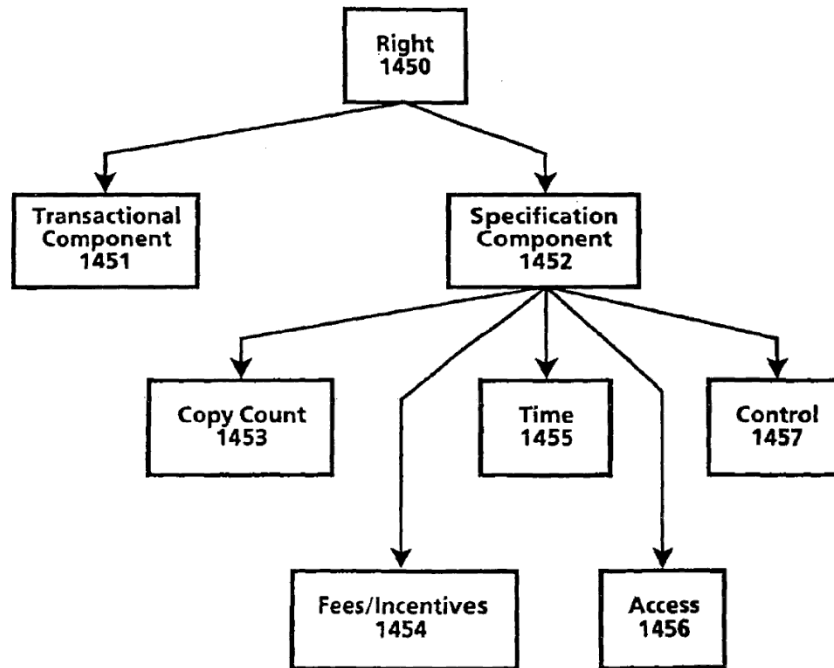 Right
1450
Transactional
Component
1451
Specification
Component
1452
Copy Count
1453
Time
1455
Control
1457
Fees/Incentives
1454
Access
1456